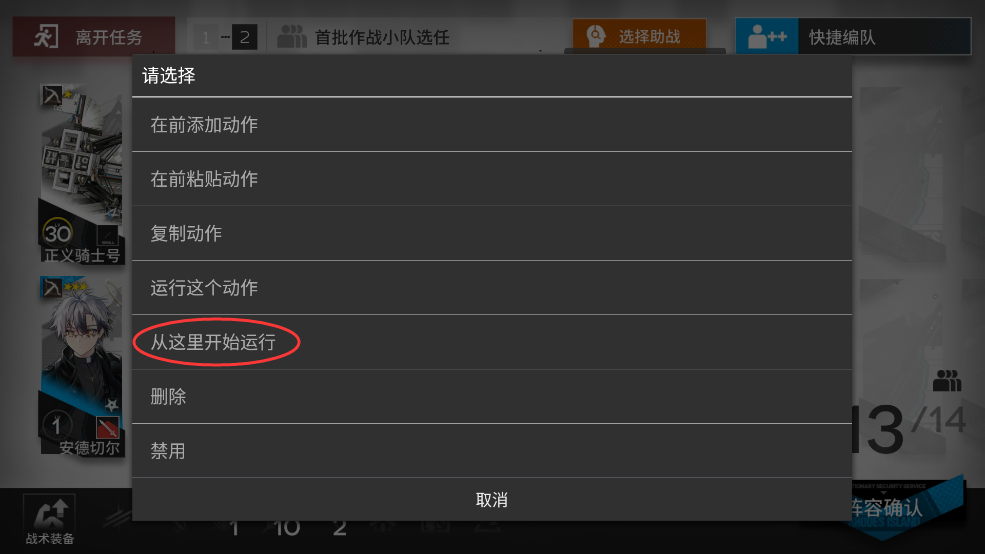 离开任务
1 -- 2
首批作战小队选任
选择助战
快捷编队
请选择
在前添加动作
在前粘贴动作
复制动作
运行这个动作
从这里开始运行
删除
禁用
取消
30
正义骑士号
1
安德切尔
13/14
战术装备
1 10 2
阵容确认
RHODES ISLAND